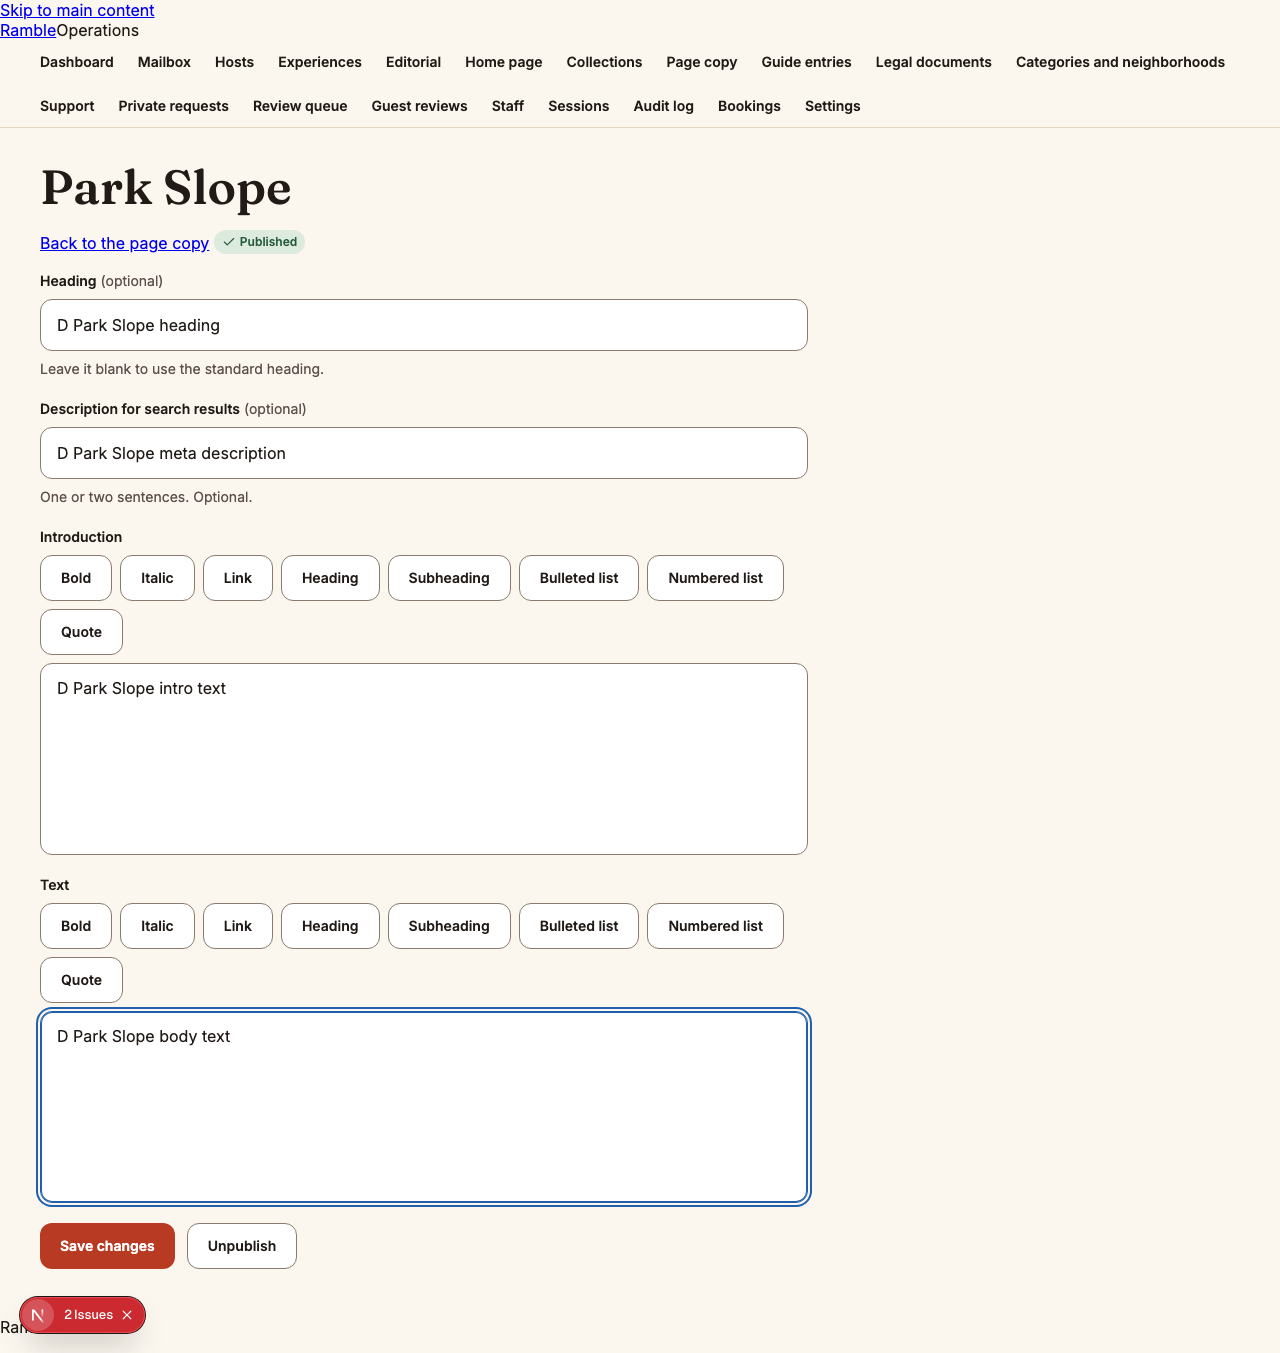 Skip to main content
RambleOperations
Dashboard Mailbox Hosts Experiences Editorial Home page Collections Page copy Guide entries Legal documents Categories and neighborhoods
Support Private requests Review queue Guest reviews Staff Sessions Audit log Bookings Settings
Park Slope
Back to the page copy Published
Heading (optional)
D Park Slope heading
Leave it blank to use the standard heading.
Description for search results (optional)
D Park Slope meta description
One or two sentences. Optional.
Introduction
Bold Italic Link Heading Subheading Bulleted list Numbered list
Quote
D Park Slope intro text
Text
Bold Italic Link Heading Subheading Bulleted list Numbered list
Quote
D Park Slope body text
Save changes Unpublish
N 2 Issues